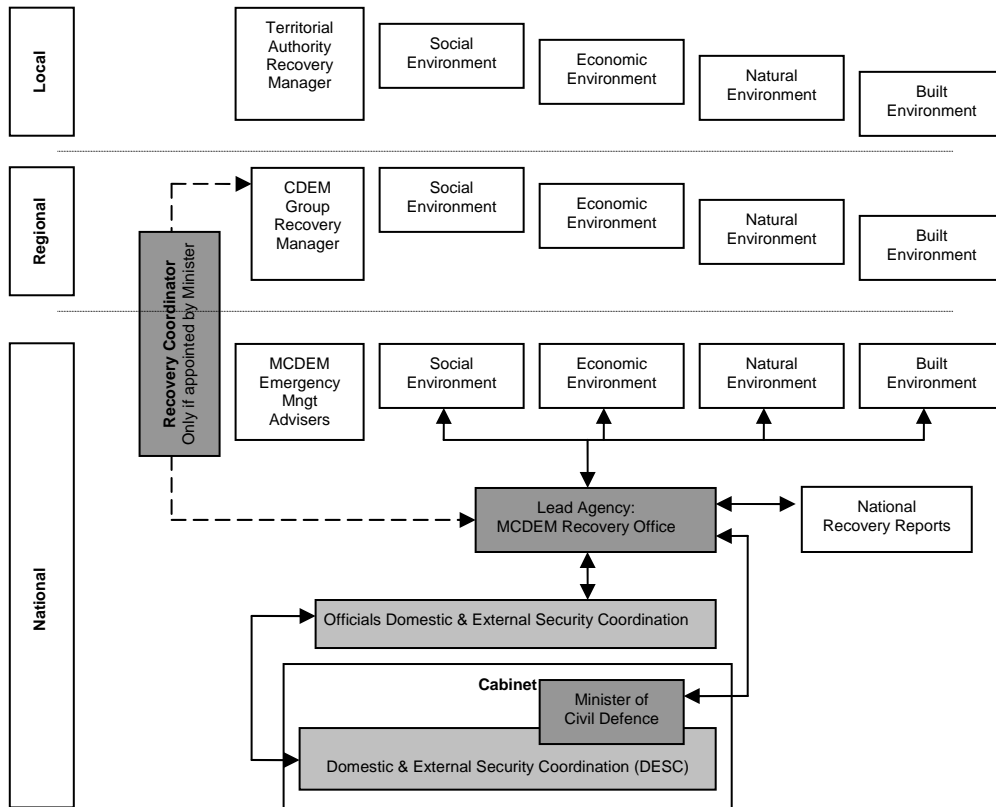 Local
Territorial
Authority
Recovery
Manager
Social
Environment
Economic
Environment
Natural
Environment
Built
Environment
Regional
CDEM
Group
Recovery
Manager
Social
Environment
Economic
Environment
Natural
Environment
Built
Environment
Recovery Coordinator
Only if appointed by Minister
National
MCDEM
Emergency
Mngt
Advisers
Social
Environment
Economic
Environment
Natural
Environment
Built
Environment
Lead Agency:
MCDEM Recovery Office
National
Recovery Reports
Officials Domestic & External Security Coordination
Cabinet
Minister of
Civil Defence
Domestic & External Security Coordination (DESC)